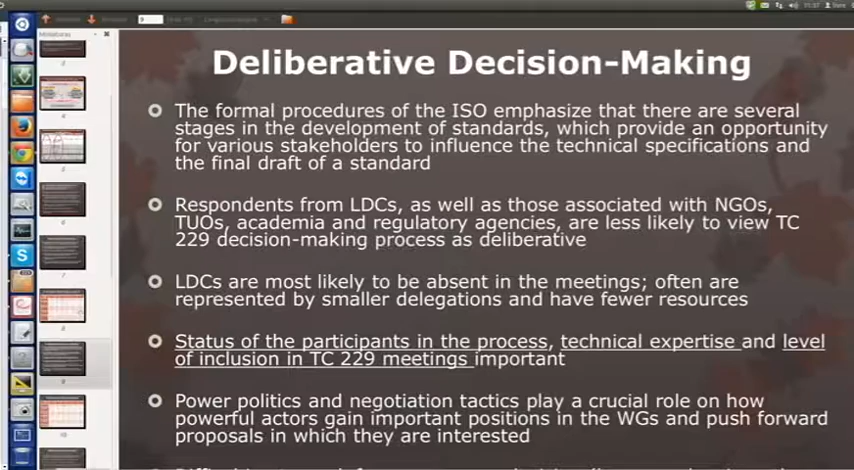 11:37
9
Deliberative Decision-Making
The formal procedures of the ISO emphasize that there are several
stages in the development of standards, which provide an opportunity
for various stakeholders to influence the technical specifications and
the final draft of a standard
Respondents from LDCs, as well as those associated with NGOs,
TUOs, academia and regulatory agencies, are less likely to view TC
229 decision-making process as deliberative
LDCs are most likely to be absent in the meetings; often are
represented by smaller delegations and have fewer resources
Status of the participants in the process, technical expertise and level
of inclusion in TC 229 meetings important
Power politics and negotiation tactics play a crucial role on how
powerful actors gain important positions in the WGs and push forward
proposals in which they are interested